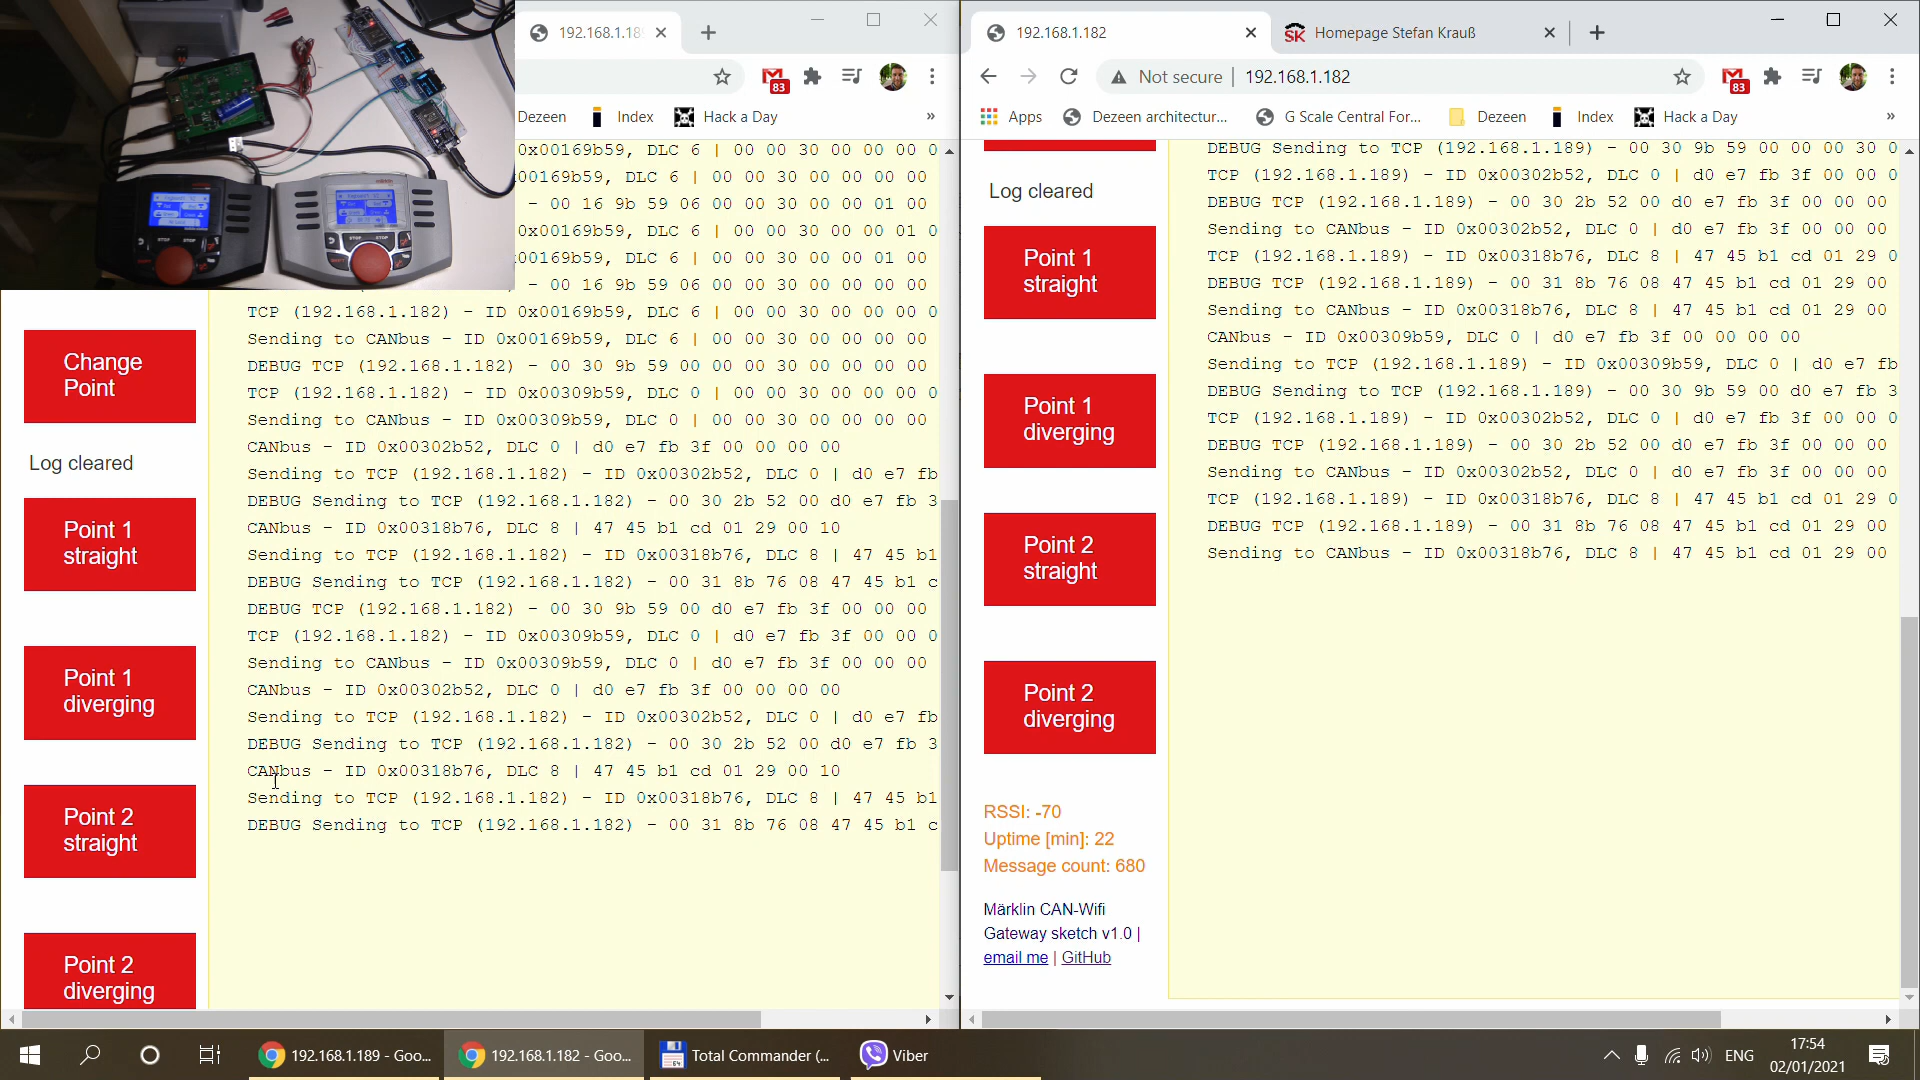 192.168.1.18
83
Dezeen
Index
Hack a Day
»
0x00169b59, DLC 6 | 00 00 30 00 00 00 0
00169b59, DLC 6 | 00 00 30 00 00 00 00
- 00 16 9b 59 06 00 00 30 00 00 01 00
0x00169b59, DLC 6 | 00 00 30 00 00 01 0
00169b59, DLC 6 | 00 00 30 00 00 01 00
- 00 16 9b 59 06 00 00 30 00 00 00 00
TCP (192.168.1.182) - ID 0x00169b59, DLC 6 | 00 00 30 00 00 00 0
Sending to CANbus - ID 0x00169b59, DLC 6 | 00 00 30 00 00 00 00
DEBUG TCP (192.168.1.182) - 00 30 9b 59 00 00 00 30 00 00 00 00
TCP (192.168.1.182) - ID 0x00309b59, DLC 0 | 00 00 30 00 00 00 0
Sending to CANbus - ID 0x00309b59, DLC 0 | 00 00 30 00 00 00 00
CANbus - ID 0x00302b52, DLC 0 | d0 e7 fb 3f 00 00 00 00
Sending to TCP (192.168.1.182) - ID 0x00302b52, DLC 0 | d0 e7 fb
DEBUG Sending to TCP (192.168.1.182) - 00 30 2b 52 00 d0 e7 fb 3
CANbus - ID 0x00318b76, DLC 8 | 47 45 b1 cd 01 29 00 10
Sending to TCP (192.168.1.182) - ID 0x00318b76, DLC 8 | 47 45 b1
DEBUG Sending to TCP (192.168.1.182) - 00 31 8b 76 08 47 45 b1 c
DEBUG TCP (192.168.1.182) - 00 30 9b 59 00 d0 e7 fb 3f 00 00 00
TCP (192.168.1.182) - ID 0x00309b59, DLC 0 | d0 e7 fb 3f 00 00 0
Sending to CANbus - ID 0x00309b59, DLC 0 | d0 e7 fb 3f 00 00 00
CANbus - ID 0x00302b52, DLC 0 | d0 e7 fb 3f 00 00 00 00
Sending to TCP (192.168.1.182) - ID 0x00302b52, DLC 0 | d0 e7 fb
DEBUG Sending to TCP (192.168.1.182) - 00 30 2b 52 00 d0 e7 fb 3
CANbus - ID 0x00318b76, DLC 8 | 47 45 b1 cd 01 29 00 10
Sending to TCP (192.168.1.182) - ID 0x00318b76, DLC 8 | 47 45 b1
DEBUG Sending to TCP (192.168.1.182) - 00 31 8b 76 08 47 45 b1 c
Change
Point
Log cleared
Point 1
straight
Point 1
diverging
Point 2
straight
Point 2
diverging
192.168.1.182
SK Homepage Stefan Krauß
Not secure | 192.168.1.182
83
Apps
Dezeen architectur...
G Scale Central For...
Dezeen
Index
Hack a Day
»
Log cleared
Point 1
straight
Point 1
diverging
Point 2
straight
Point 2
diverging
RSSI: -70
Uptime [min]: 22
Message count: 680
Märklin CAN-Wifi
Gateway sketch v1.0 |
email me | GitHub
DEBUG Sending to TCP (192.168.1.189) - 00 30 9b 59 00 00 00 30 0
TCP (192.168.1.189) - ID 0x00302b52, DLC 0 | d0 e7 fb 3f 00 00 0
DEBUG TCP (192.168.1.189) - 00 30 2b 52 00 d0 e7 fb 3f 00 00 00
Sending to CANbus - ID 0x00302b52, DLC 0 | d0 e7 fb 3f 00 00 00
TCP (192.168.1.189) - ID 0x00318b76, DLC 8 | 47 45 b1 cd 01 29 0
DEBUG TCP (192.168.1.189) - 00 31 8b 76 08 47 45 b1 cd 01 29 00
Sending to CANbus - ID 0x00318b76, DLC 8 | 47 45 b1 cd 01 29 00
CANbus - ID 0x00309b59, DLC 0 | d0 e7 fb 3f 00 00 00 00
Sending to TCP (192.168.1.189) - ID 0x00309b59, DLC 0 | d0 e7 fb
DEBUG Sending to TCP (192.168.1.189) - 00 30 9b 59 00 d0 e7 fb 3
TCP (192.168.1.189) - ID 0x00302b52, DLC 0 | d0 e7 fb 3f 00 00 0
DEBUG TCP (192.168.1.189) - 00 30 2b 52 00 d0 e7 fb 3f 00 00 00
Sending to CANbus - ID 0x00302b52, DLC 0 | d0 e7 fb 3f 00 00 00
TCP (192.168.1.189) - ID 0x00318b76, DLC 8 | 47 45 b1 cd 01 29 0
DEBUG TCP (192.168.1.189) - 00 31 8b 76 08 47 45 b1 cd 01 29 00
Sending to CANbus - ID 0x00318b76, DLC 8 | 47 45 b1 cd 01 29 00
192.168.1.189 - Goo...
192.168.1.182 - Goo...
64 Total Commander (...
Viber
ENG
17:54
02/01/2021